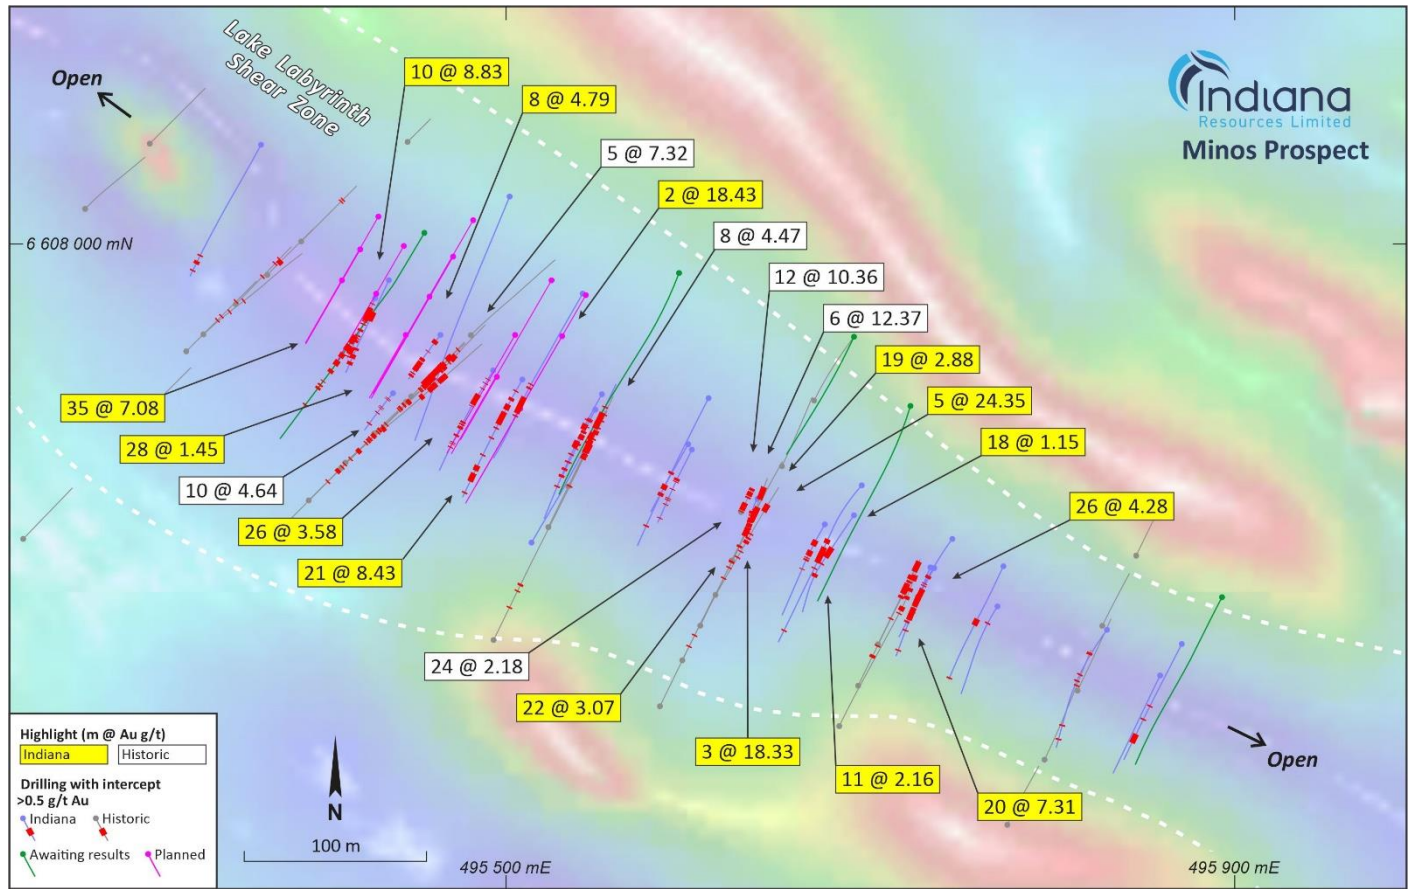 Lake Labyrinth
Shear Zone
Open
10 @ 8.83
8 @ 4.79
Indiana
Resources Limited
Minos Prospect
5 @ 7.32
2 @ 18.43
8 @ 4.47
6 608 000 mN
12 @ 10.36
6 @ 12.37
19 @ 2.88
5 @ 24.35
35 @ 7.08
18 @ 1.15
28 @ 1.45
10 @ 4.64
26 @ 4.28
26 @ 3.58
21 @ 8.43
24 @ 2.18
22 @ 3.07
3 @ 18.33
11 @ 2.16
20 @ 7.31
Open
Highlight (m @ Au g/t)
Indiana Historic
Drilling with intercept
>0.5 g/t Au
Indiana Historic
Awaiting results Planned
N
100 m
495 500 mE
495 900 mE